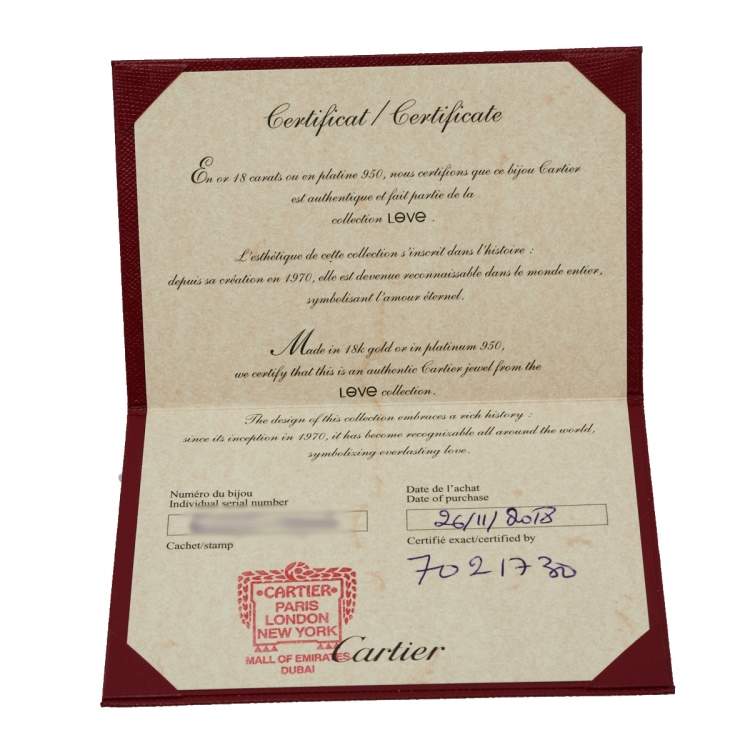 Certificat / Certificate
En or 18 carats ou en platine 950, nous certifions que ce bijou Cartier
est authentique et fait partie de la
collection LOVE .
L'esthétique de cette collection s'inscrit dans l'histoire :
depuis sa création en 1970, elle est devenue reconnaissable dans le monde entier,
symbolisant l'amour éternel.
Made in 18k gold or in platinum 950,
we certify that this is an authentic Cartier jewel from the
LOVE collection.
The design of this collection embraces a rich history :
since its inception in 1970, it has become recognizable all around the world,
symbolizing everlasting love.
Numéro du bijou
Individual serial number
Cachet/stamp
Date de l'achat
Date of purchase
26/11/2018
Certifié exact/certified by
7021730
CARTIER
PARIS
LONDON
NEW YORK
MALL OF EMIRATES
DUBAI
Cartier